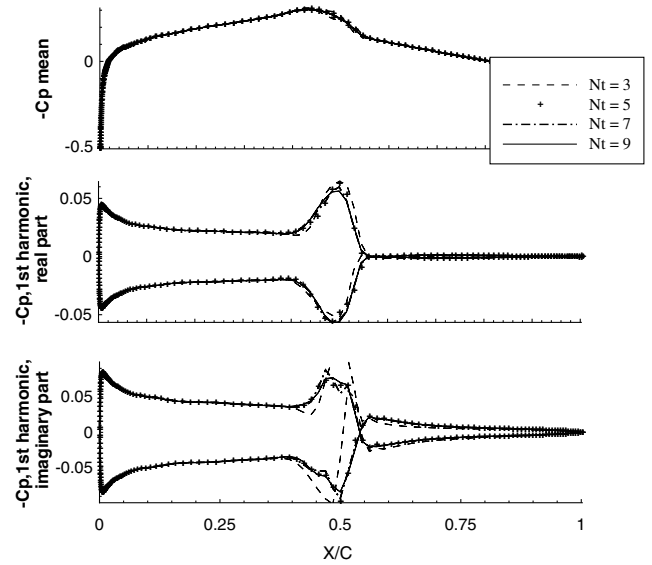 -Cp mean
0
-0.5
Nt = 3
Nt = 5
Nt = 7
Nt = 9
-Cp,1st harmonic,
real part
0.05
0
-0.05
-Cp,1st harmonic,
imaginary part
0.05
0
-0.05
0
0.25
0.5
0.75
1
X/C